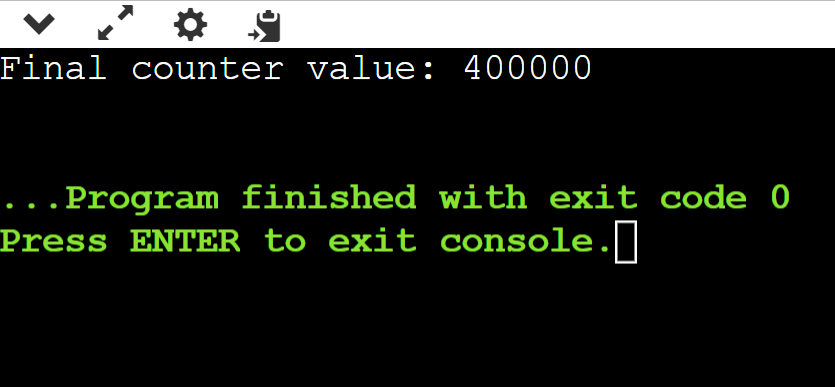 Final counter value: 400000
...Program finished with exit code 0
Press ENTER to exit console.